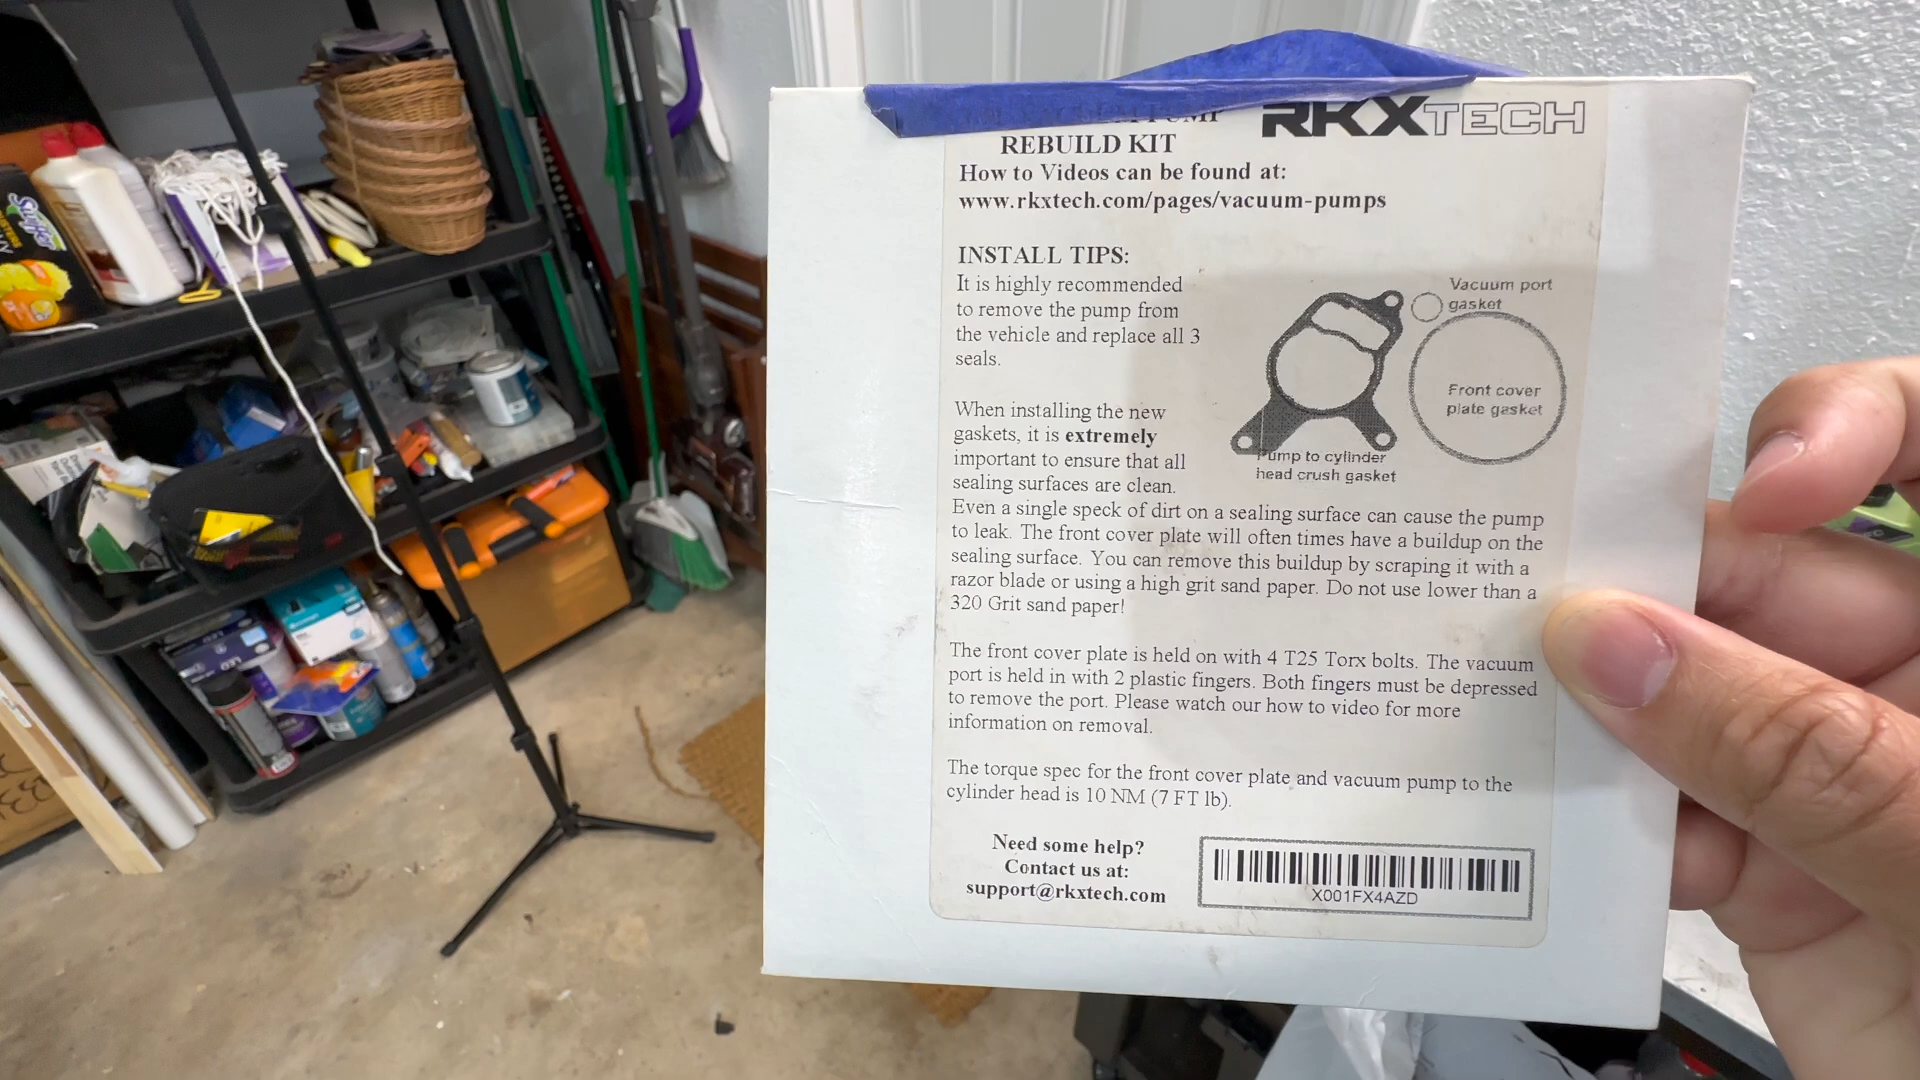 PUMP
RKXTECH
REBUILD KIT
How to Videos can be found at:
www.rkxtech.com/pages/vacuum-pumps
INSTALL TIPS:
It is highly recommended
to remove the pump from
the vehicle and replace all 3
seals.
Vacuum port
gasket
Front cover
plate gasket
Pump to cylinder
head crush gasket
When installing the new
gaskets, it is extremely
important to ensure that all
sealing surfaces are clean.
Even a single speck of dirt on a sealing surface can cause the pump
to leak. The front cover plate will often times have a buildup on the
sealing surface. You can remove this buildup by scraping it with a
razor blade or using a high grit sand paper. Do not use lower than a
320 Grit sand paper!
The front cover plate is held on with 4 T25 Torx bolts. The vacuum
port is held in with 2 plastic fingers. Both fingers must be depressed
to remove the port. Please watch our how to video for more
information on removal.
The torque spec for the front cover plate and vacuum pump to the
cylinder head is 10 NM (7 FT lb).
Need some help?
Contact us at:
support@rkxtech.com
X001FX4AZD
Swiffer